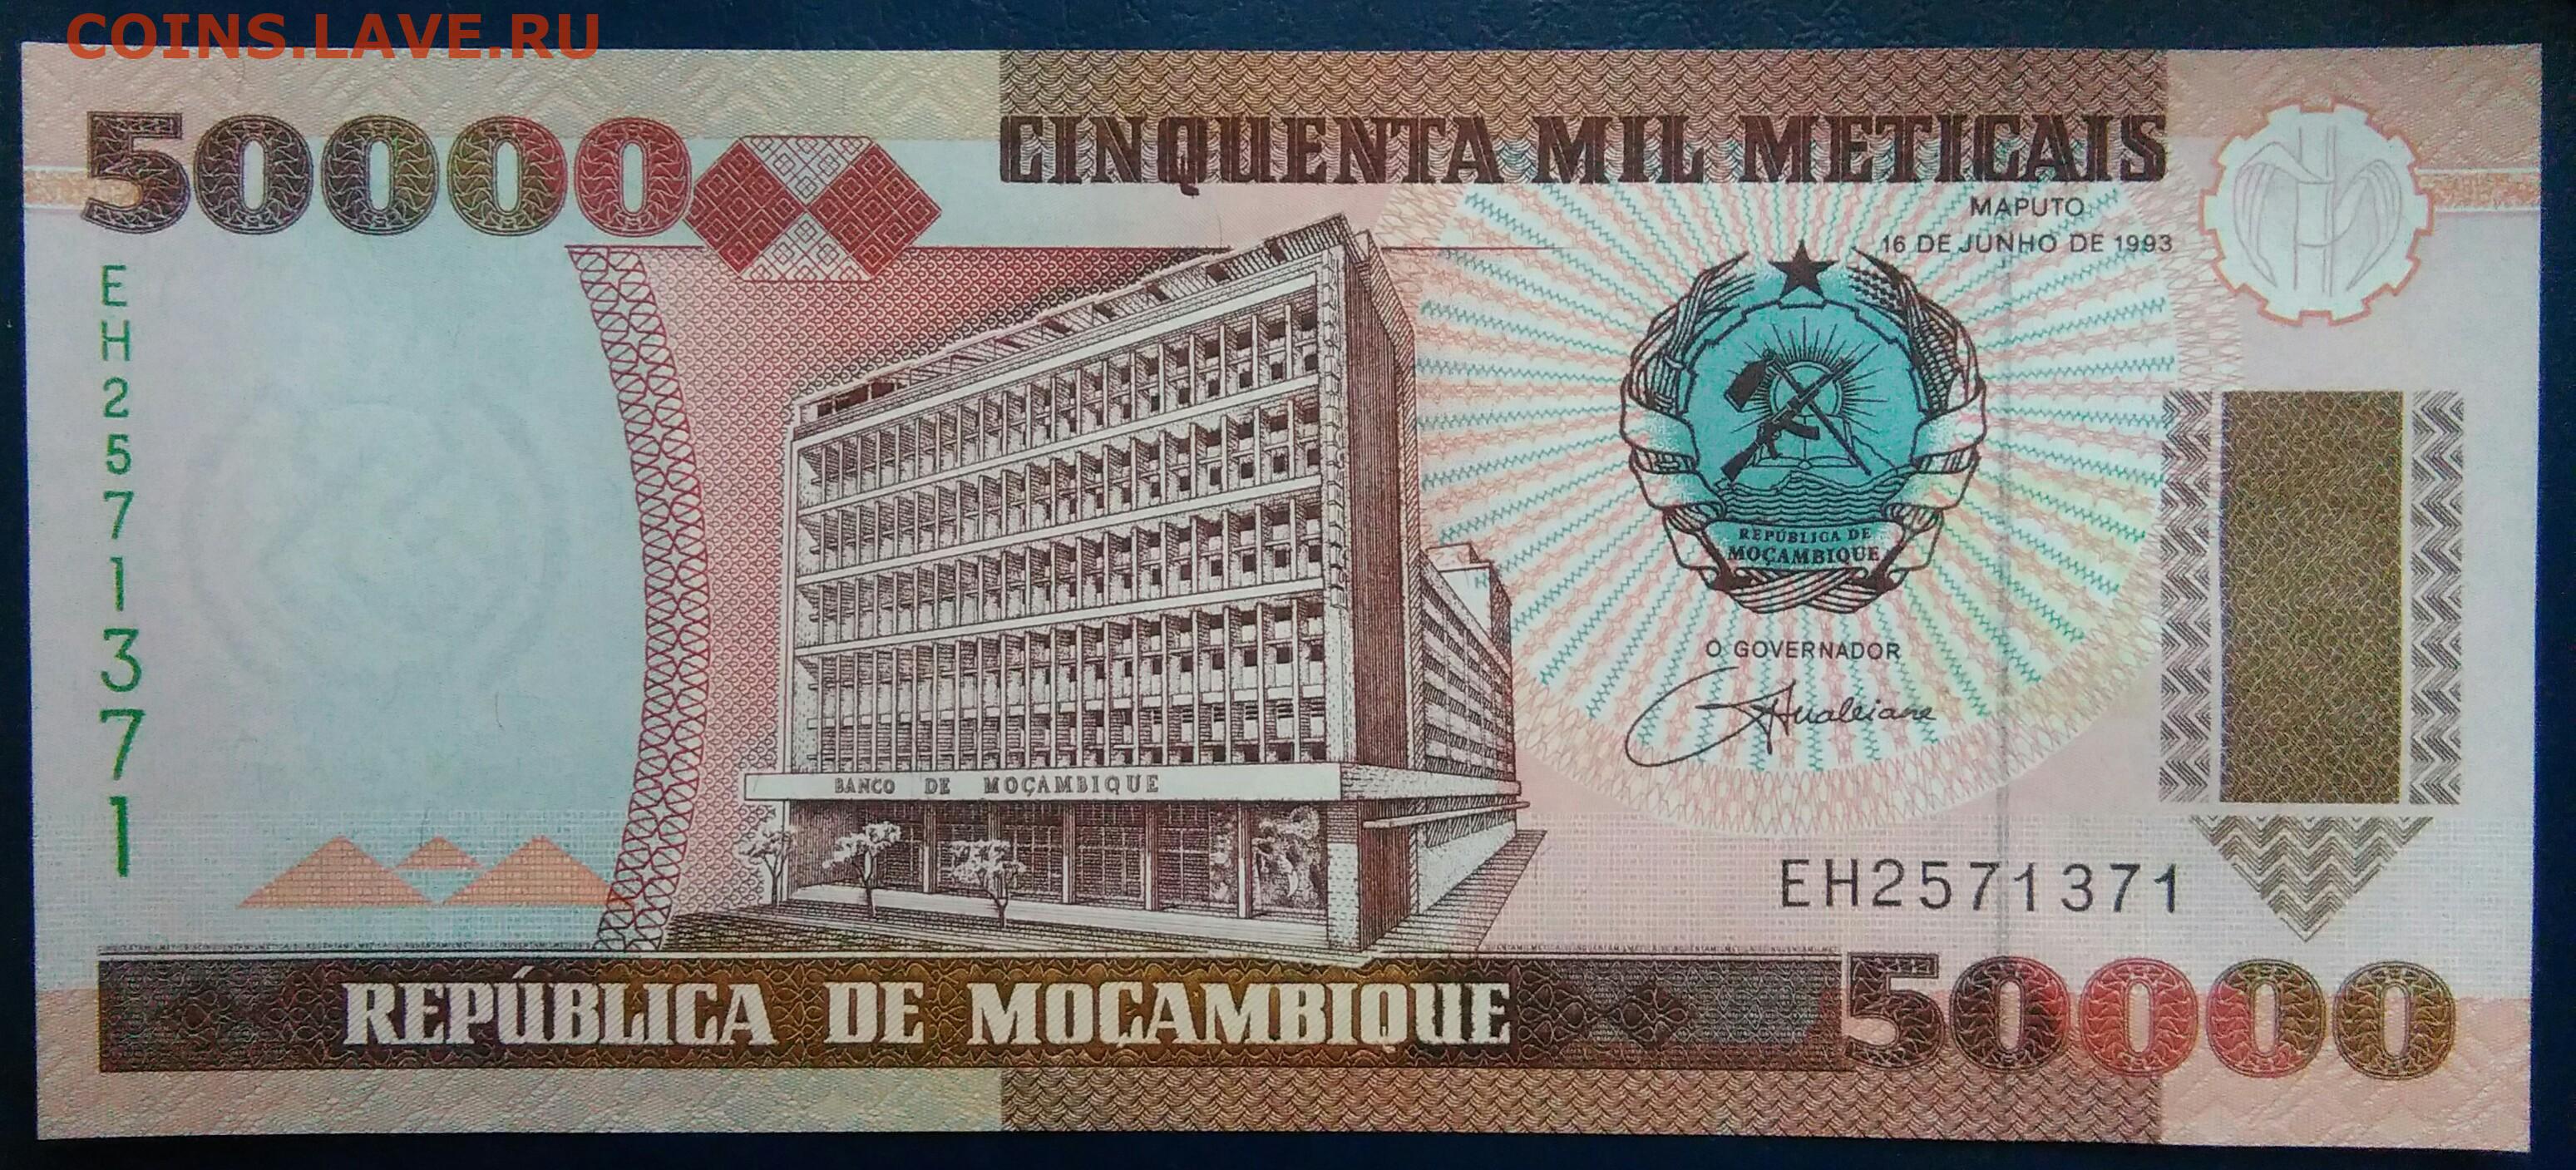 COINS.LAVE.RU
50000
CINQUENTA MIL METICAIS
MAPUTO
16 DE JUNHO DE 1993
EH2571371
REPÚBLICA DE
MOÇAMBIQUE
O GOVERNADOR
BANCO DE MOÇAMBIQUE
EH2571371
REPÚBLICA DE MOÇAMBIQUE
50000